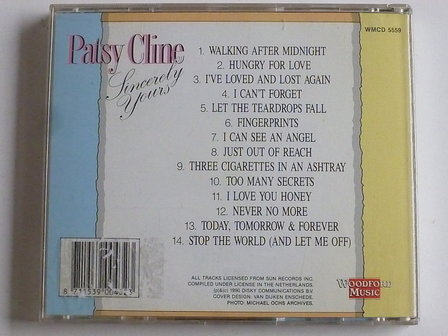 Patsy Cline
Sincerely
Yours
WMCD 5559
1. WALKING AFTER MIDNIGHT
2. HUNGRY FOR LOVE
3. I'VE LOVED AND LOST AGAIN
4. I CAN'T FORGET
5. LET THE TEARDROPS FALL
6. FINGERPRINTS
7. I CAN SEE AN ANGEL
8. JUST OUT OF REACH
9. THREE CIGARETTES IN AN ASHTRAY
10. TOO MANY SECRETS
11. I LOVE YOU HONEY
12. NEVER NO MORE
13. TODAY, TOMORROW & FOREVER
14. STOP THE WORLD (AND LET ME OFF)
ALL TRACKS LICENSED FROM SUN RECORDS INC.
COMPILED UNDER LICENSE IN THE NETHERLANDS.
(p)&(c) 1990 DISKY COMMUNICATIONS B.V.
COVER DESIGN: VAN DIJKEN ENSCHEDE.
PHOTO: MICHAEL OCHS ARCHIVES.
WOODFORD
MUSIC